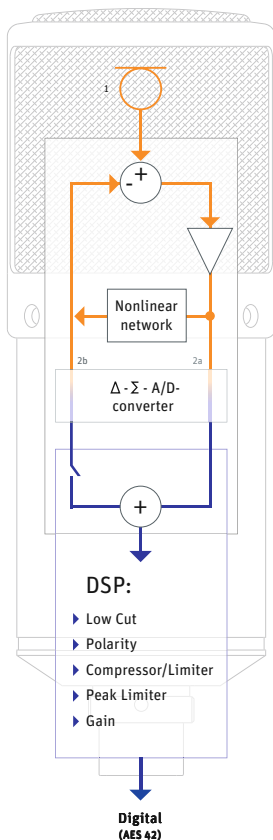 1
- +
Nonlinear
network
2b
2a
Δ - Σ - A/D-
converter
+
DSP:
Low Cut
Polarity
Compressor/Limiter
Peak Limiter
Gain
Digital
(AES 42)